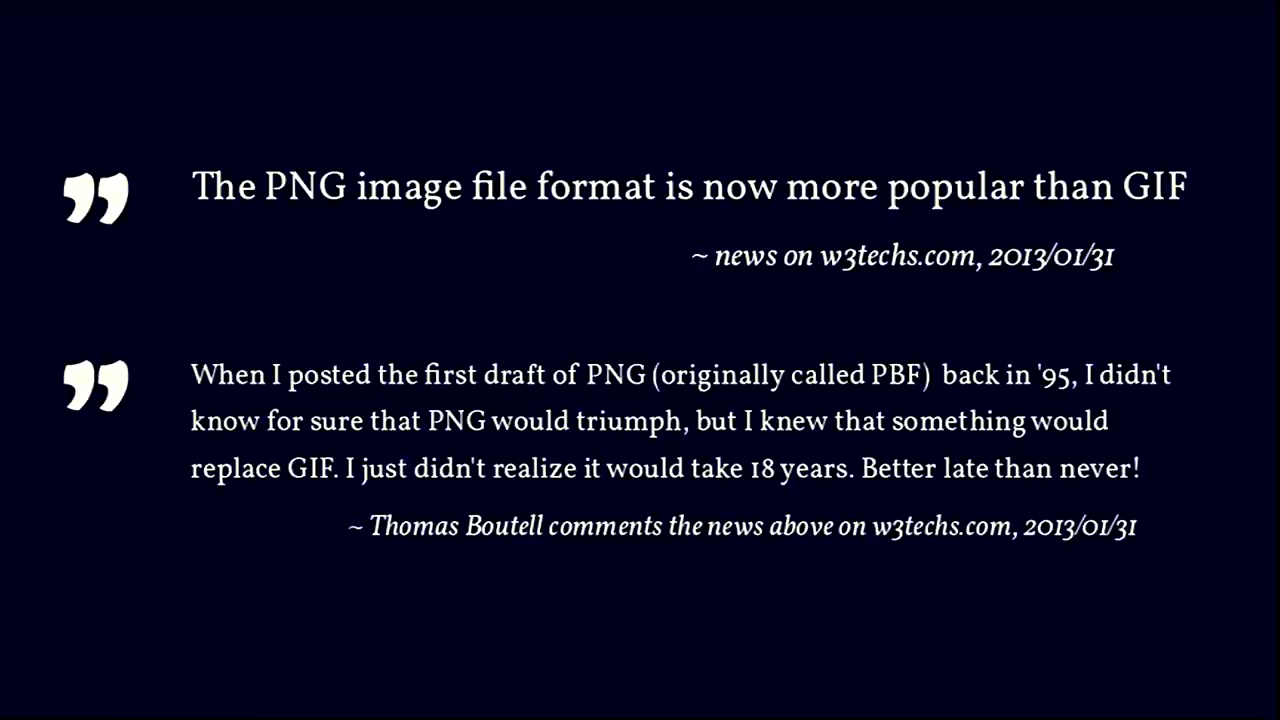 ” The PNG image file format is now more popular than GIF
~ news on w3techs.com, 2013/01/31
” When I posted the first draft of PNG (originally called PBF) back in '95, I didn't
know for sure that PNG would triumph, but I knew that something would
replace GIF. I just didn't realize it would take 18 years. Better late than never!
~ Thomas Boutell comments the news above on w3techs.com, 2013/01/31